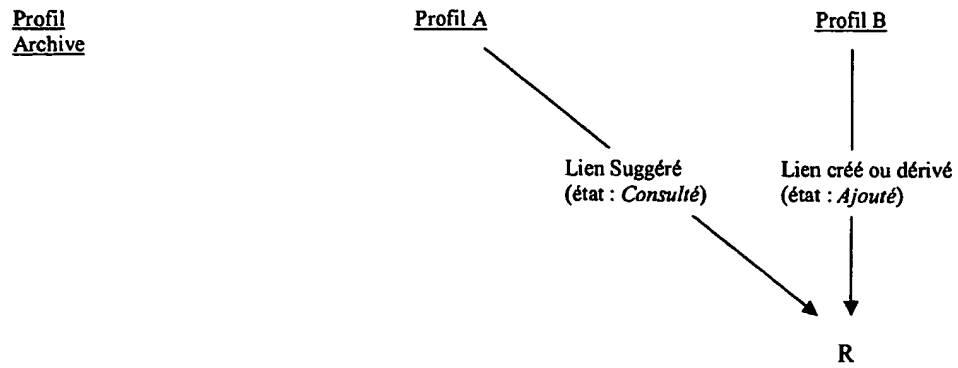 Profil
Archive
Profil A
Profil B
Lien Suggéré
(état : Consulté)
Lien créé ou dérivé
(état : Ajouté)
R